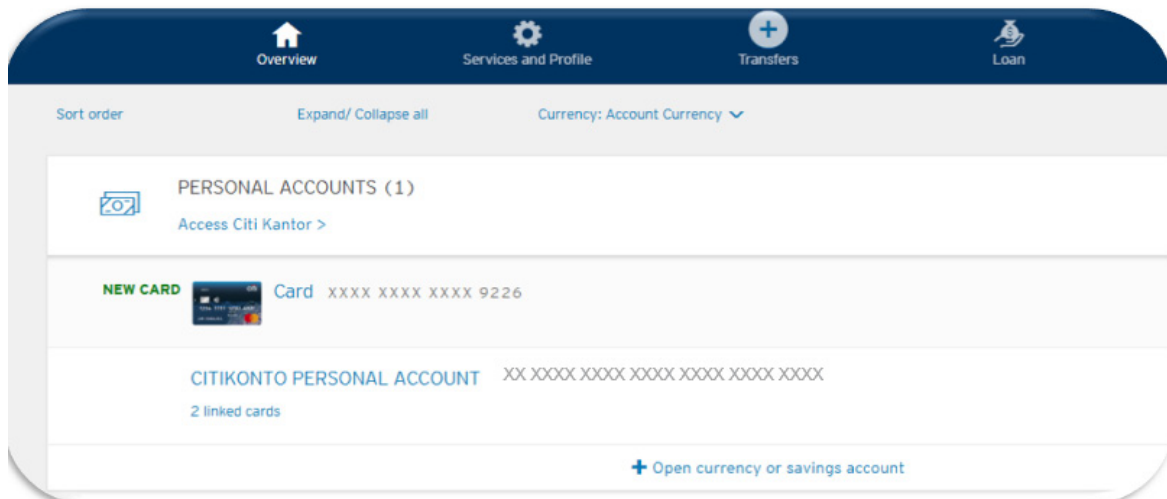 Overview Services and Profile Transfers Loan
Sort order Expand/ Collapse all Currency: Account Currency
PERSONAL ACCOUNTS (1)
Access Citi Kantor >
NEW CARD Card XXXX XXXX XXXX 9226
CITIKONTO PERSONAL ACCOUNT XX XXXX XXXX XXXX XXXX XXXX XXXX
2 linked cards
+ Open currency or savings account